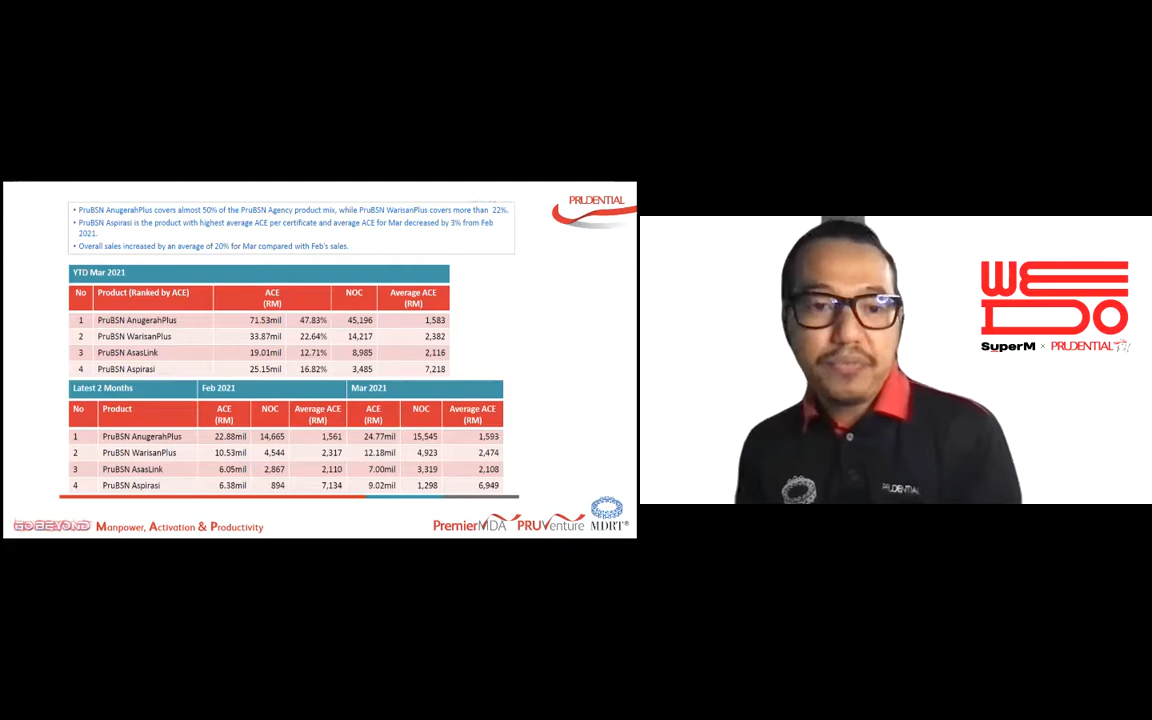 • PruBSN AnugerahPlus covers almost 50% of the PruBSN Agency product mix, while PruBSN WarisanPlus covers more than 22%.
• PruBSN Aspirasi is the product with highest average ACE per certificate and average ACE for Mar decreased by 3% from Feb
2021.
• Overall sales increased by an average of 20% for Mar compared with Feb's sales.
PRUDENTIAL
YTD Mar 2021
No Product (Ranked by ACE) ACE (RM) NOC Average ACE (RM)
1 PruBSN AnugerahPlus 71.53mil 47.83% 45,196 1,583
2 PruBSN WarisanPlus 33.87mil 22.64% 14,217 2,382
3 PruBSN AsasLink 19.01mil 12.71% 8,985 2,116
4 PruBSN Aspirasi 25.15mil 16.82% 3,485 7,218
Latest 2 Months Feb 2021 Mar 2021
No Product ACE (RM) NOC Average ACE (RM) ACE (RM) NOC Average ACE (RM)
1 PruBSN AnugerahPlus 22.88mil 14,665 1,561 24.77mil 15,545 1,593
2 PruBSN WarisanPlus 10.53mil 4,544 2,317 12.18mil 4,923 2,474
3 PruBSN AsasLink 6.05mil 2,867 2,110 7.00mil 3,319 2,108
4 PruBSN Aspirasi 6.38mil 894 7,134 9.02mil 1,298 6,949
GO BEYOND Manpower, Activation & Productivity
PremierMDA PRUVenture MDRT®
WE
DO
SuperM × PRUDENTIAL
PRUDENTIAL